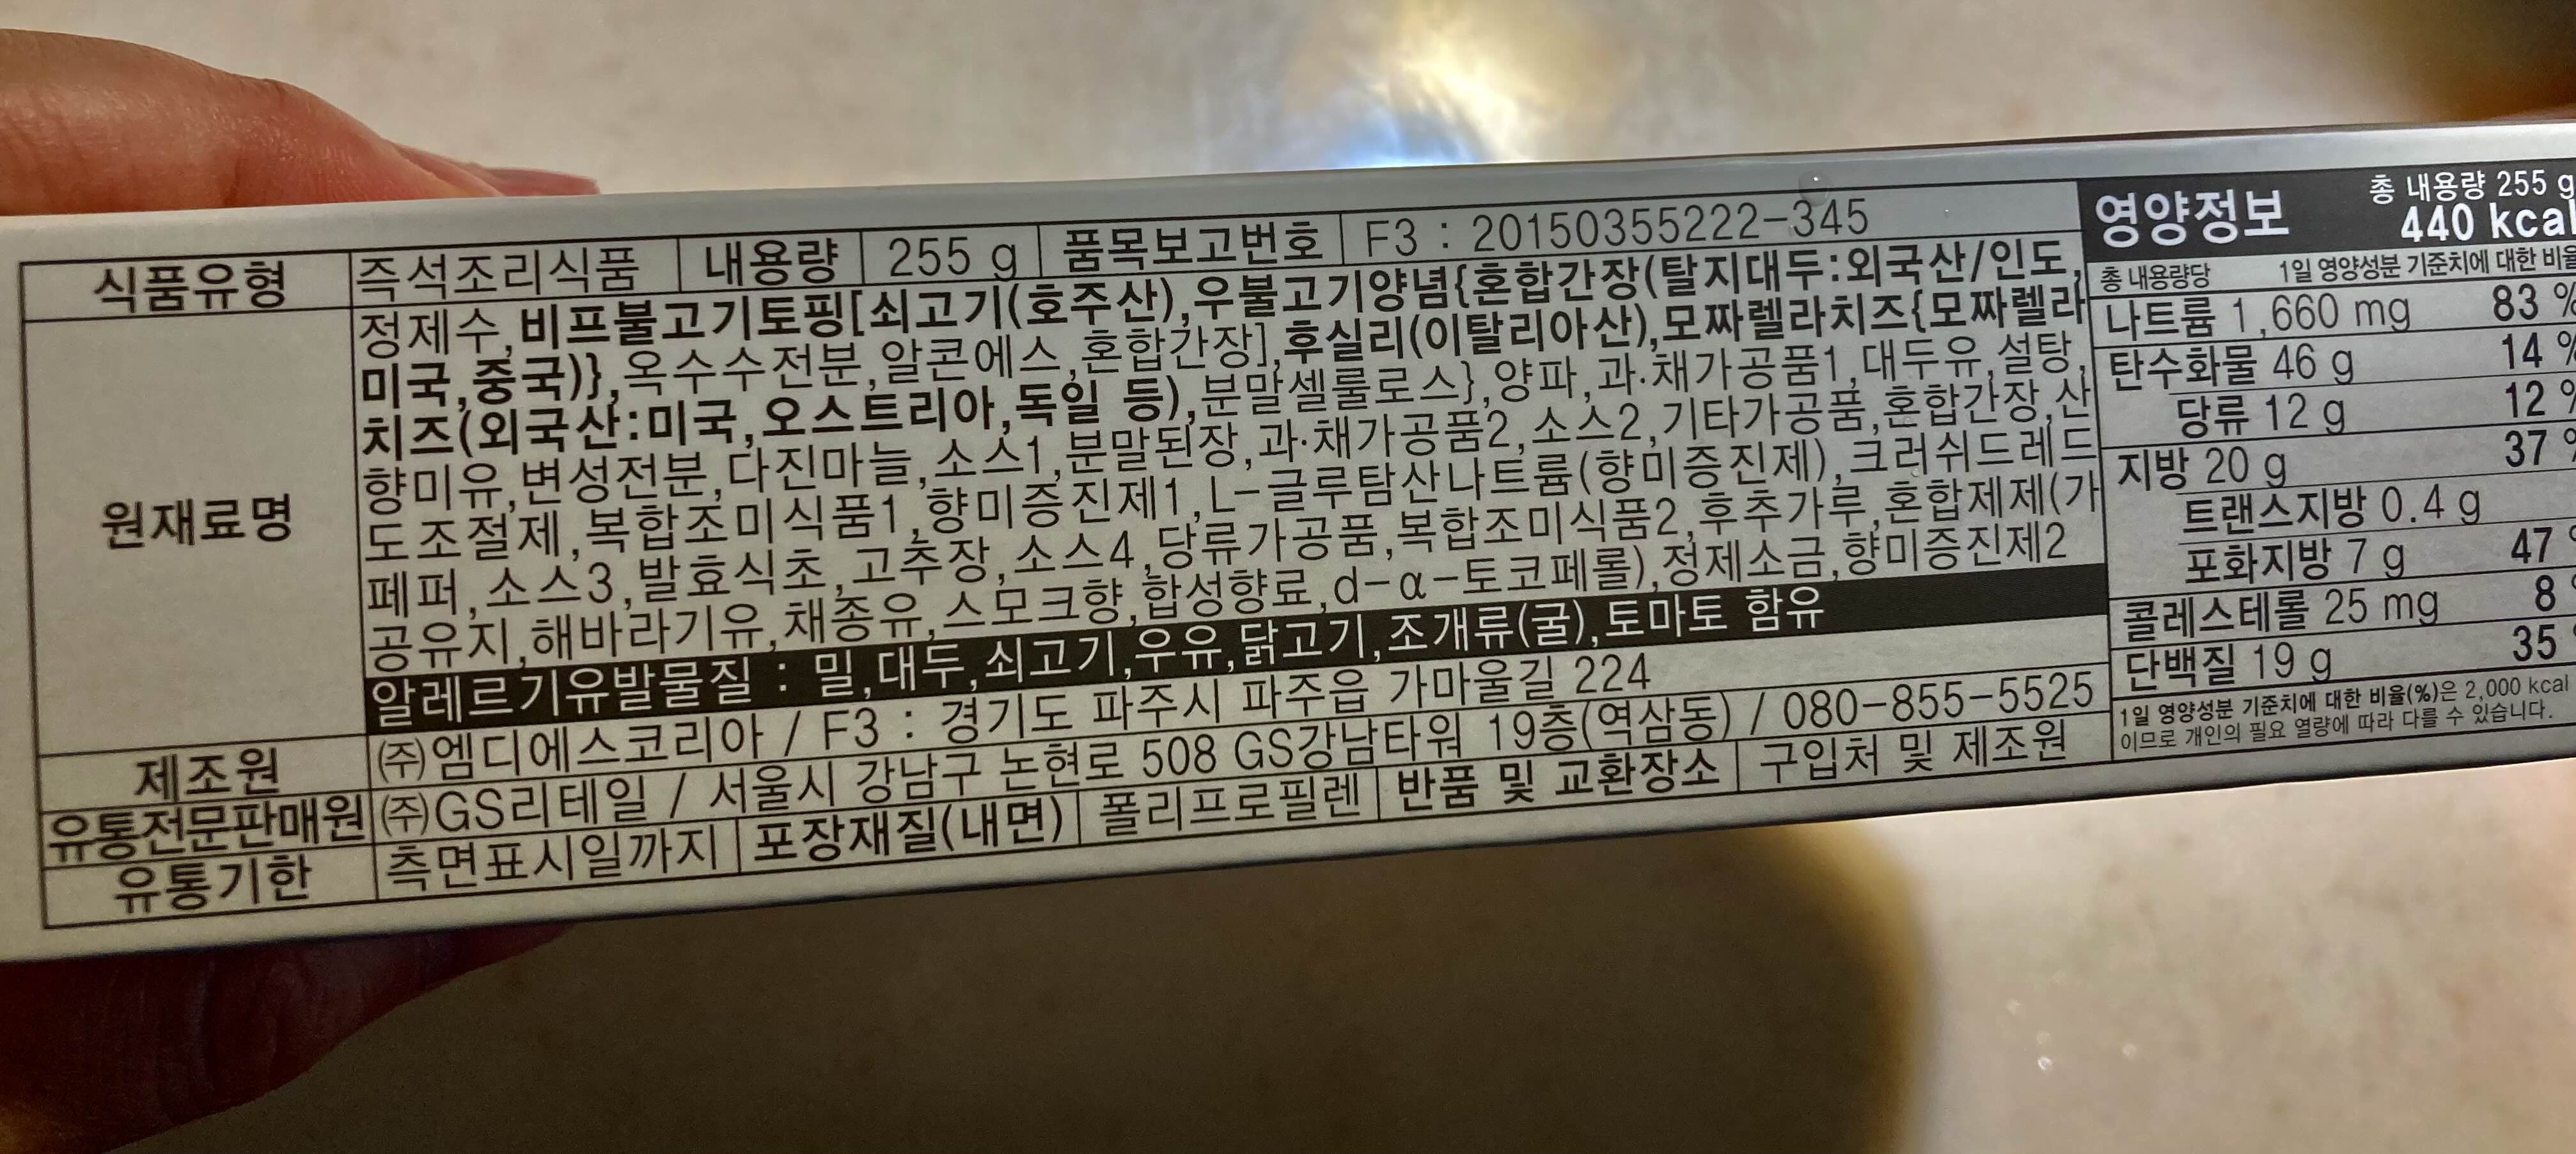 식품유형 즉석조리식품 내용량 255 g 품목보고번호 F3 : 20150355222-345
원재료명
정제수,비프불고기토핑[쇠고기(호주산),우불고기양념{혼합간장(탈지대두:외국산/인도,
미국,중국)},옥수수전분,알콘에스,혼합간장],후실리(이탈리아산),모짜렐라치즈{모짜렐라
치즈(외국산:미국,오스트리아,독일 등),분말셀룰로스},양파,과·채가공품1,대두유,설탕,
향미유,변성전분,다진마늘,소스1,분말된장,과·채가공품2,소스2,기타가공품,혼합간장,산
도조절제,복합조미식품1,향미증진제1,L-글루탐산나트륨(향미증진제),크러쉬드레드
페퍼,소스3,발효식초,고추장,소스4,당류가공품,복합조미식품2,후추가루,혼합제제(가
공유지,해바라기유,채종유,스모크향,합성향료,d-α-토코페롤),정제소금,향미증진제2
알레르기유발물질 : 밀,대두,쇠고기,우유,닭고기,조개류(굴),토마토 함유
제조원 ㈜엠디에스코리아 / F3 : 경기도 파주시 파주읍 가마울길 224
유통전문판매원 ㈜GS리테일 / 서울시 강남구 논현로 508 GS강남타워 19층(역삼동) / 080-855-5525
유통기한 측면표시일까지 포장재질(내면) 폴리프로필렌 반품 및 교환장소 구입처 및 제조원
영양정보 총 내용량 255 g
440 kcal
총 내용량당 1일 영양성분 기준치에 대한 비율
나트륨 1,660 mg 83 %
탄수화물 46 g 14 %
당류 12 g 12 %
지방 20 g 37 %
트랜스지방 0.4 g
포화지방 7 g 47 %
콜레스테롤 25 mg 8
단백질 19 g 35
1일 영양성분 기준치에 대한 비율(%)은 2,000 kcal
이므로 개인의 필요 열량에 따라 다를 수 있습니다.